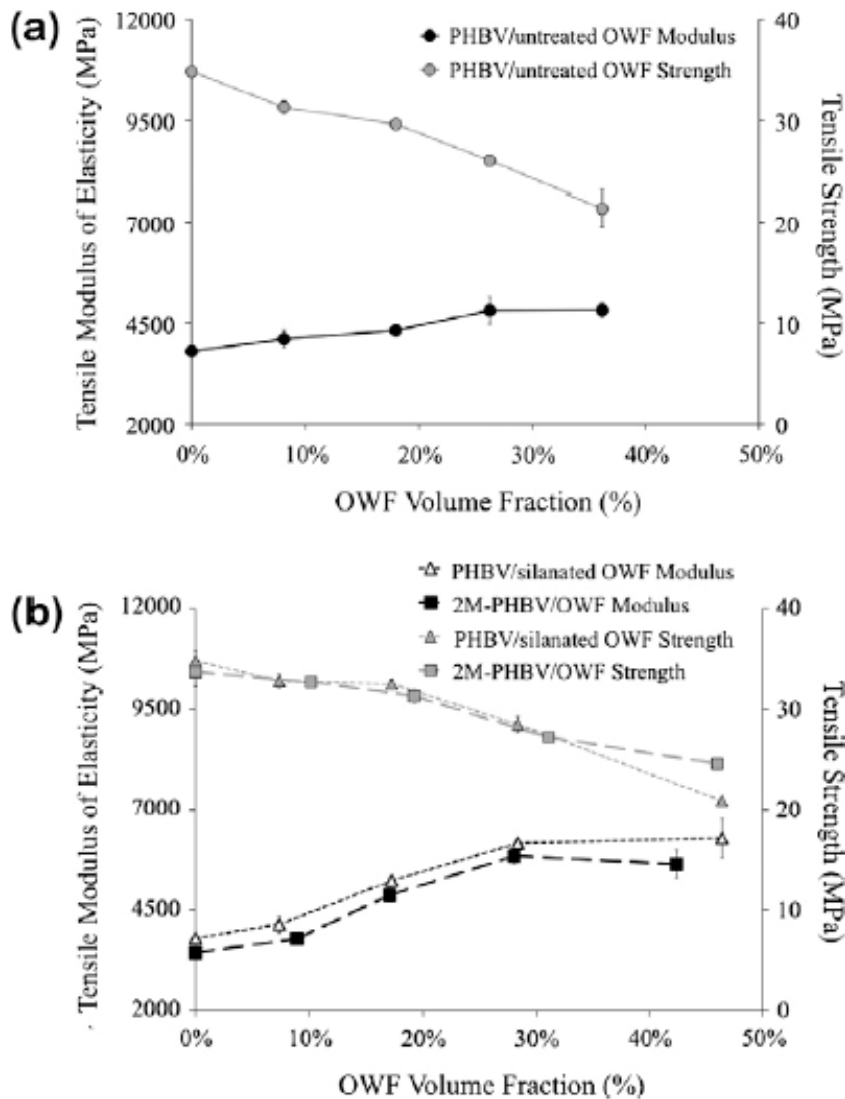 (a)
PHBV/untreated OWF Modulus
PHBV/untreated OWF Strength
Tensile Modulus of Elasticity (MPa)
12000
9500
7000
4500
2000
40
30
20
10
0
Tensile Strength (MPa)
0% 10% 20% 30% 40% 50%
OWF Volume Fraction (%)
(b)
PHBV/silanated OWF Modulus
2M-PHBV/OWF Modulus
PHBV/silanated OWF Strength
2M-PHBV/OWF Strength
Tensile Modulus of Elasticity (MPa)
12000
9500
7000
4500
2000
40
30
20
10
0
Tensile Strength (MPa)
0% 10% 20% 30% 40% 50%
OWF Volume Fraction (%)